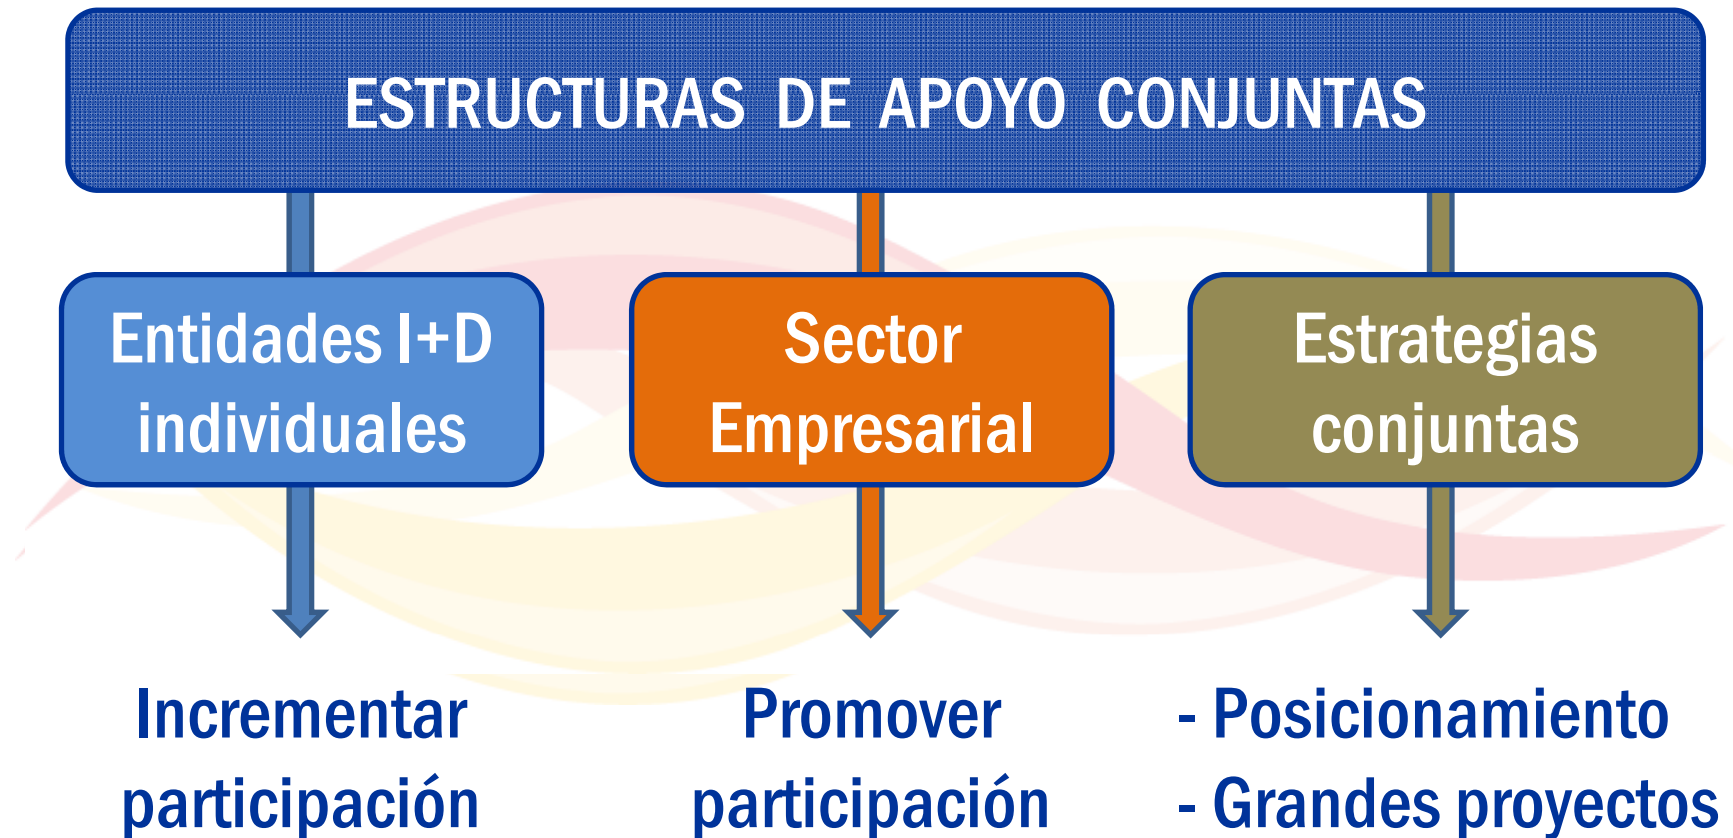 ESTRUCTURAS DE APOYO CONJUNTAS
Entidades I+D
individuales
Sector
Empresarial
Estrategias
conjuntas
Incrementar
participación
Promover
participación
- Posicionamiento
- Grandes proyectos